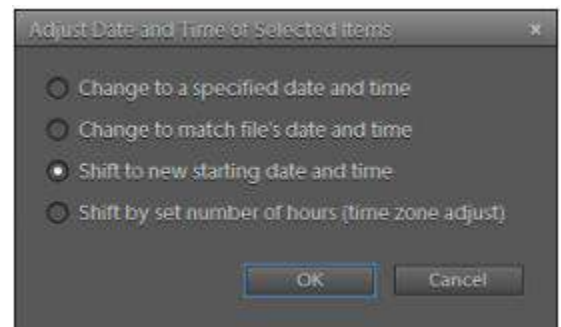 Adjust Date and Time of Selected Items
Change to a specified date and time
Change to match file's date and time
Shift to new starting date and time
Shift by set number of hours (time zone adjust)
OK Cancel